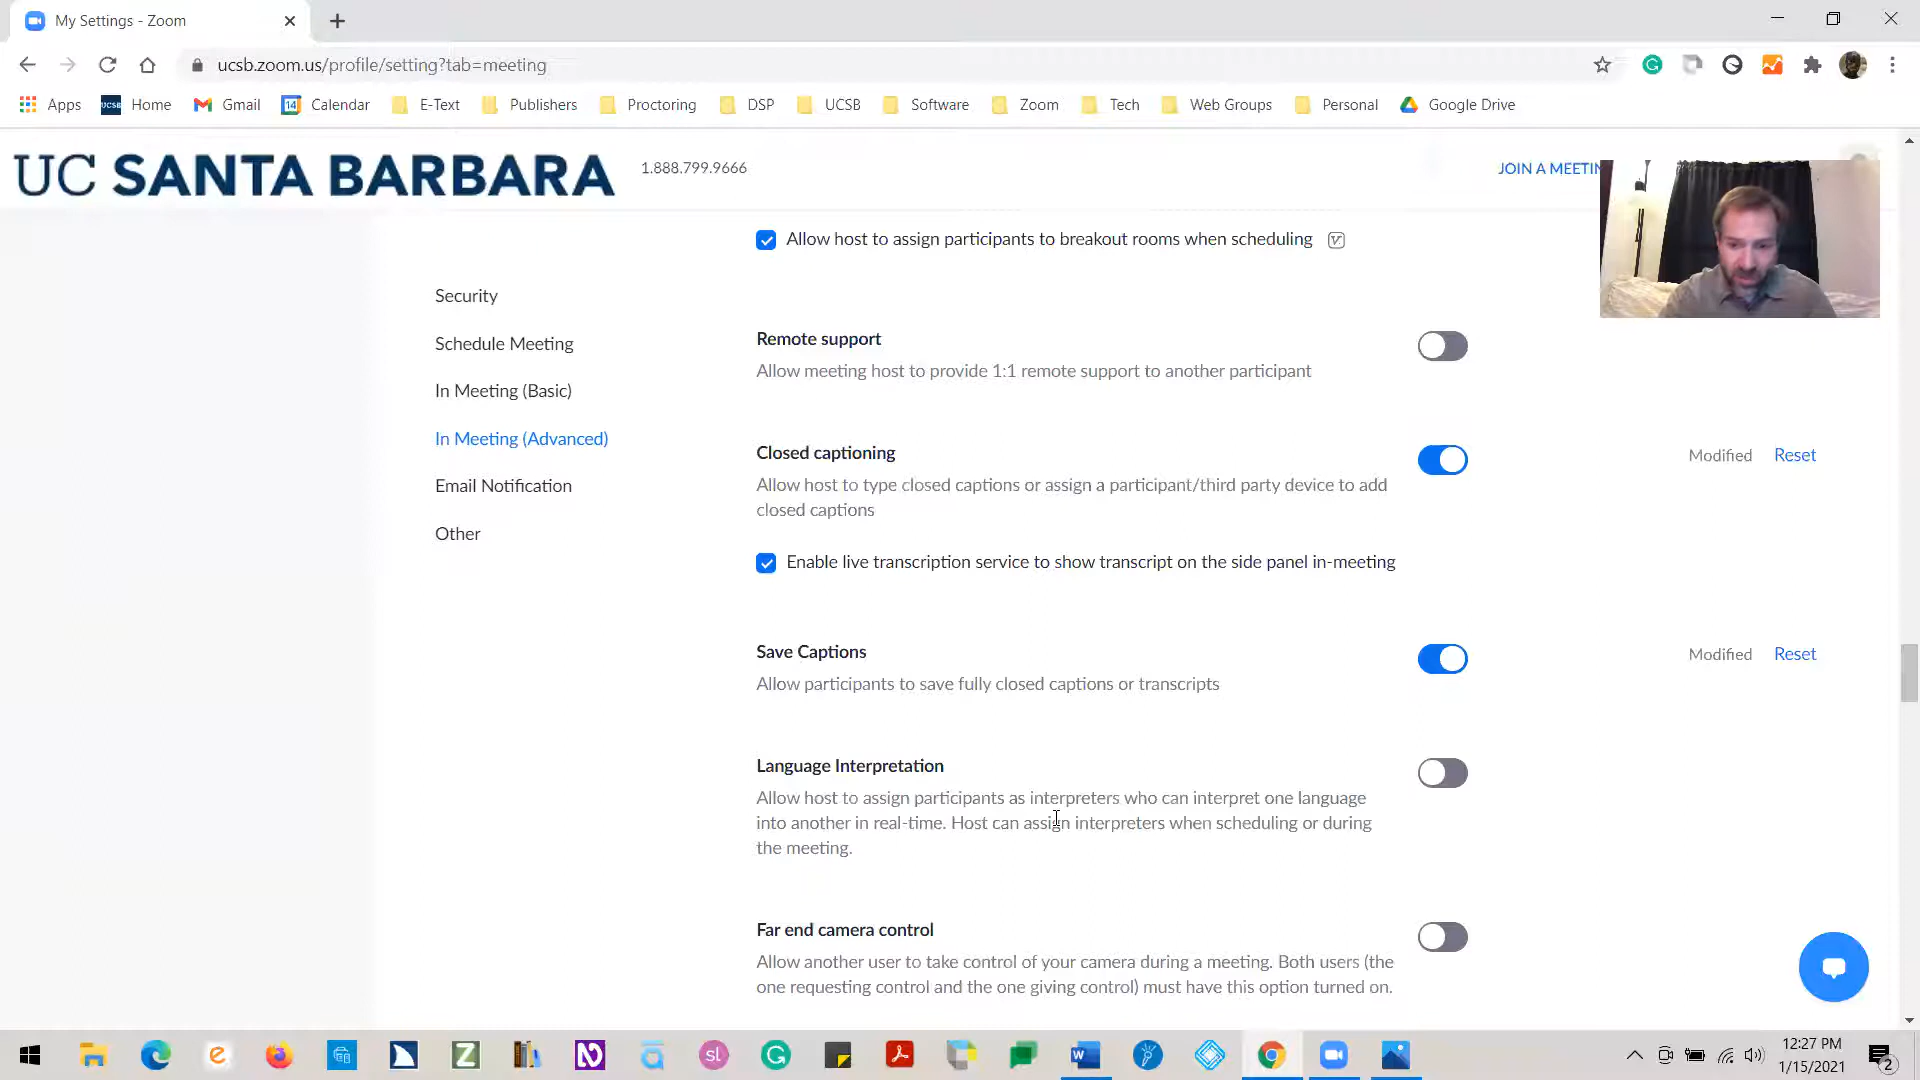 My Settings - Zoom
ucsb.zoom.us/profile/setting?tab=meeting
Apps
UCSB
Home
Gmail
14
Calendar
E-Text
Publishers
Proctoring
DSP
UCSB
Software
Zoom
Tech
Web Groups
Personal
Google Drive
UC SANTA BARBARA
1.888.799.9666
JOIN A MEETIN
Allow host to assign participants to breakout rooms when scheduling
Security
Schedule Meeting
In Meeting (Basic)
In Meeting (Advanced)
Email Notification
Other
Remote support
Allow meeting host to provide 1:1 remote support to another participant
Closed captioning
Modified
Reset
Allow host to type closed captions or assign a participant/third party device to add
closed captions
Enable live transcription service to show transcript on the side panel in-meeting
Save Captions
Modified
Reset
Allow participants to save fully closed captions or transcripts
Language Interpretation
Allow host to assign participants as interpreters who can interpret one language
into another in real-time. Host can assign interpreters when scheduling or during
the meeting.
Far end camera control
Allow another user to take control of your camera during a meeting. Both users (the
one requesting control and the one giving control) must have this option turned on.
sl
12:27 PM
1/15/2021
2